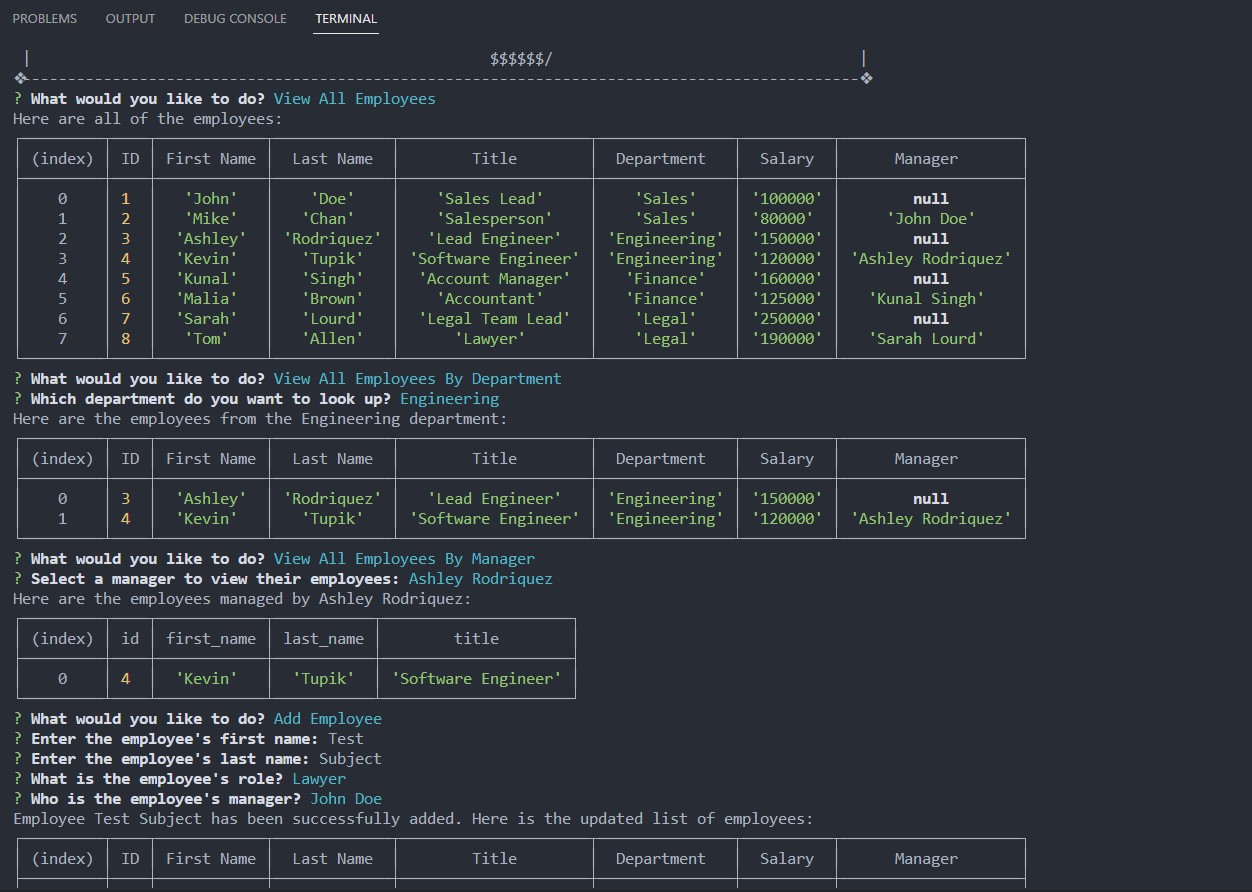 PROBLEMS OUTPUT DEBUG CONSOLE TERMINAL
| $$$$$$/ |
❖--------------------------------------------------------------------------------------------❖
? What would you like to do? View All Employees
Here are all of the employees:
(index) ID First Name Last Name Title Department Salary Manager
0 1 'John' 'Doe' 'Sales Lead' 'Sales' '100000' null
1 2 'Mike' 'Chan' 'Salesperson' 'Sales' '80000' 'John Doe'
2 3 'Ashley' 'Rodriquez' 'Lead Engineer' 'Engineering' '150000' null
3 4 'Kevin' 'Tupik' 'Software Engineer' 'Engineering' '120000' 'Ashley Rodriquez'
4 5 'Kunal' 'Singh' 'Account Manager' 'Finance' '160000' null
5 6 'Malia' 'Brown' 'Accountant' 'Finance' '125000' 'Kunal Singh'
6 7 'Sarah' 'Lourd' 'Legal Team Lead' 'Legal' '250000' null
7 8 'Tom' 'Allen' 'Lawyer' 'Legal' '190000' 'Sarah Lourd'
? What would you like to do? View All Employees By Department
? Which department do you want to look up? Engineering
Here are the employees from the Engineering department:
(index) ID First Name Last Name Title Department Salary Manager
0 3 'Ashley' 'Rodriquez' 'Lead Engineer' 'Engineering' '150000' null
1 4 'Kevin' 'Tupik' 'Software Engineer' 'Engineering' '120000' 'Ashley Rodriquez'
? What would you like to do? View All Employees By Manager
? Select a manager to view their employees: Ashley Rodriquez
Here are the employees managed by Ashley Rodriquez:
(index) id first_name last_name title
0 4 'Kevin' 'Tupik' 'Software Engineer'
? What would you like to do? Add Employee
? Enter the employee's first name: Test
? Enter the employee's last name: Subject
? What is the employee's role? Lawyer
? Who is the employee's manager? John Doe
Employee Test Subject has been successfully added. Here is the updated list of employees:
(index) ID First Name Last Name Title Department Salary Manager